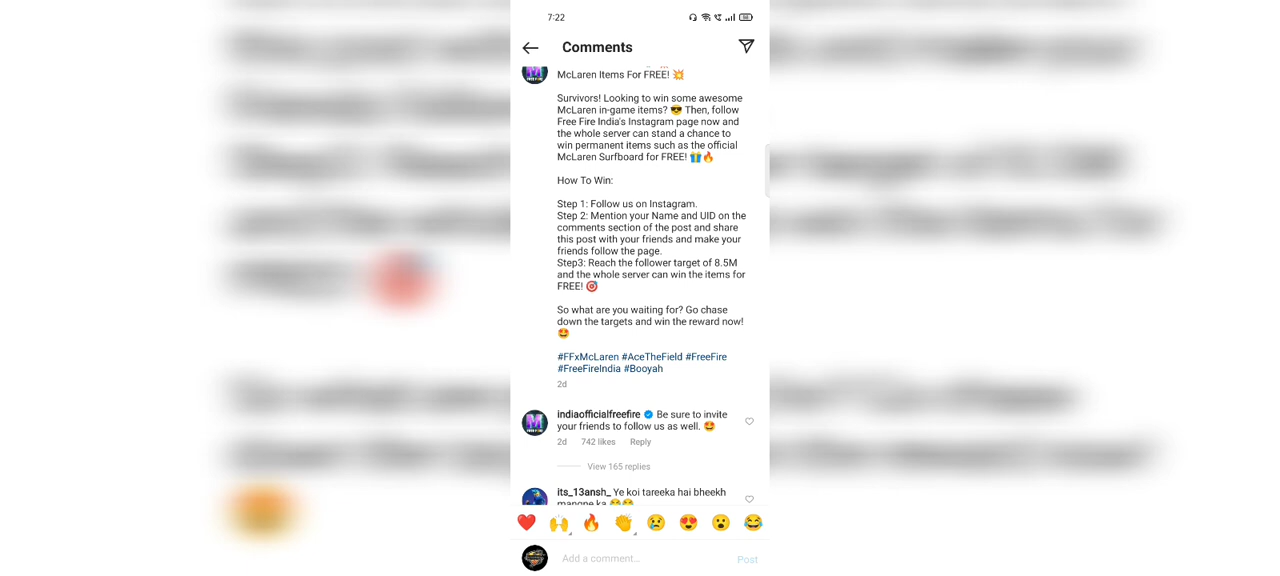 7:22
Comments
McLaren Items For FREE! 💥
Survivors! Looking to win some awesome
McLaren in-game items? 😎 Then, follow
Free Fire India's Instagram page now and
the whole server can stand a chance to
win permanent items such as the official
McLaren Surfboard for FREE! 🎁🔥
How To Win:
Step 1: Follow us on Instagram.
Step 2: Mention your Name and UID on the
comments section of the post and share
this post with your friends and make your
friends follow the page.
Step3: Reach the follower target of 8.5M
and the whole server can win the items for
FREE! 🎯
So what are you waiting for? Go chase
down the targets and win the reward now!
🤩
#FFxMcLaren #AceTheField #FreeFire
#FreeFireIndia #Booyah
2d
indiaofficialfreefire Be sure to invite
your friends to follow us as well. 🤩
2d 742 likes Reply
View 165 replies
its_13ansh_ Ye koi tareeka hai bheekh
mangne ka 😂😂
Add a comment...
Post